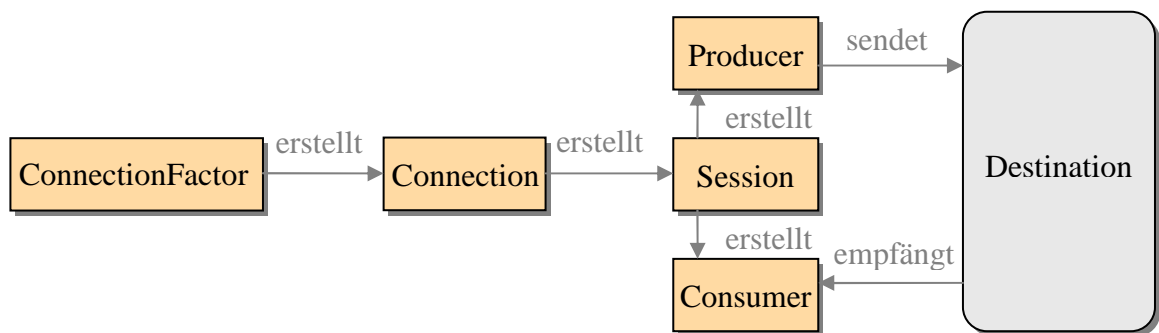 Producer
sendet
erstellt
ConnectionFactor
erstellt
Connection
erstellt
Session
Destination
erstellt
empfängt
Consumer